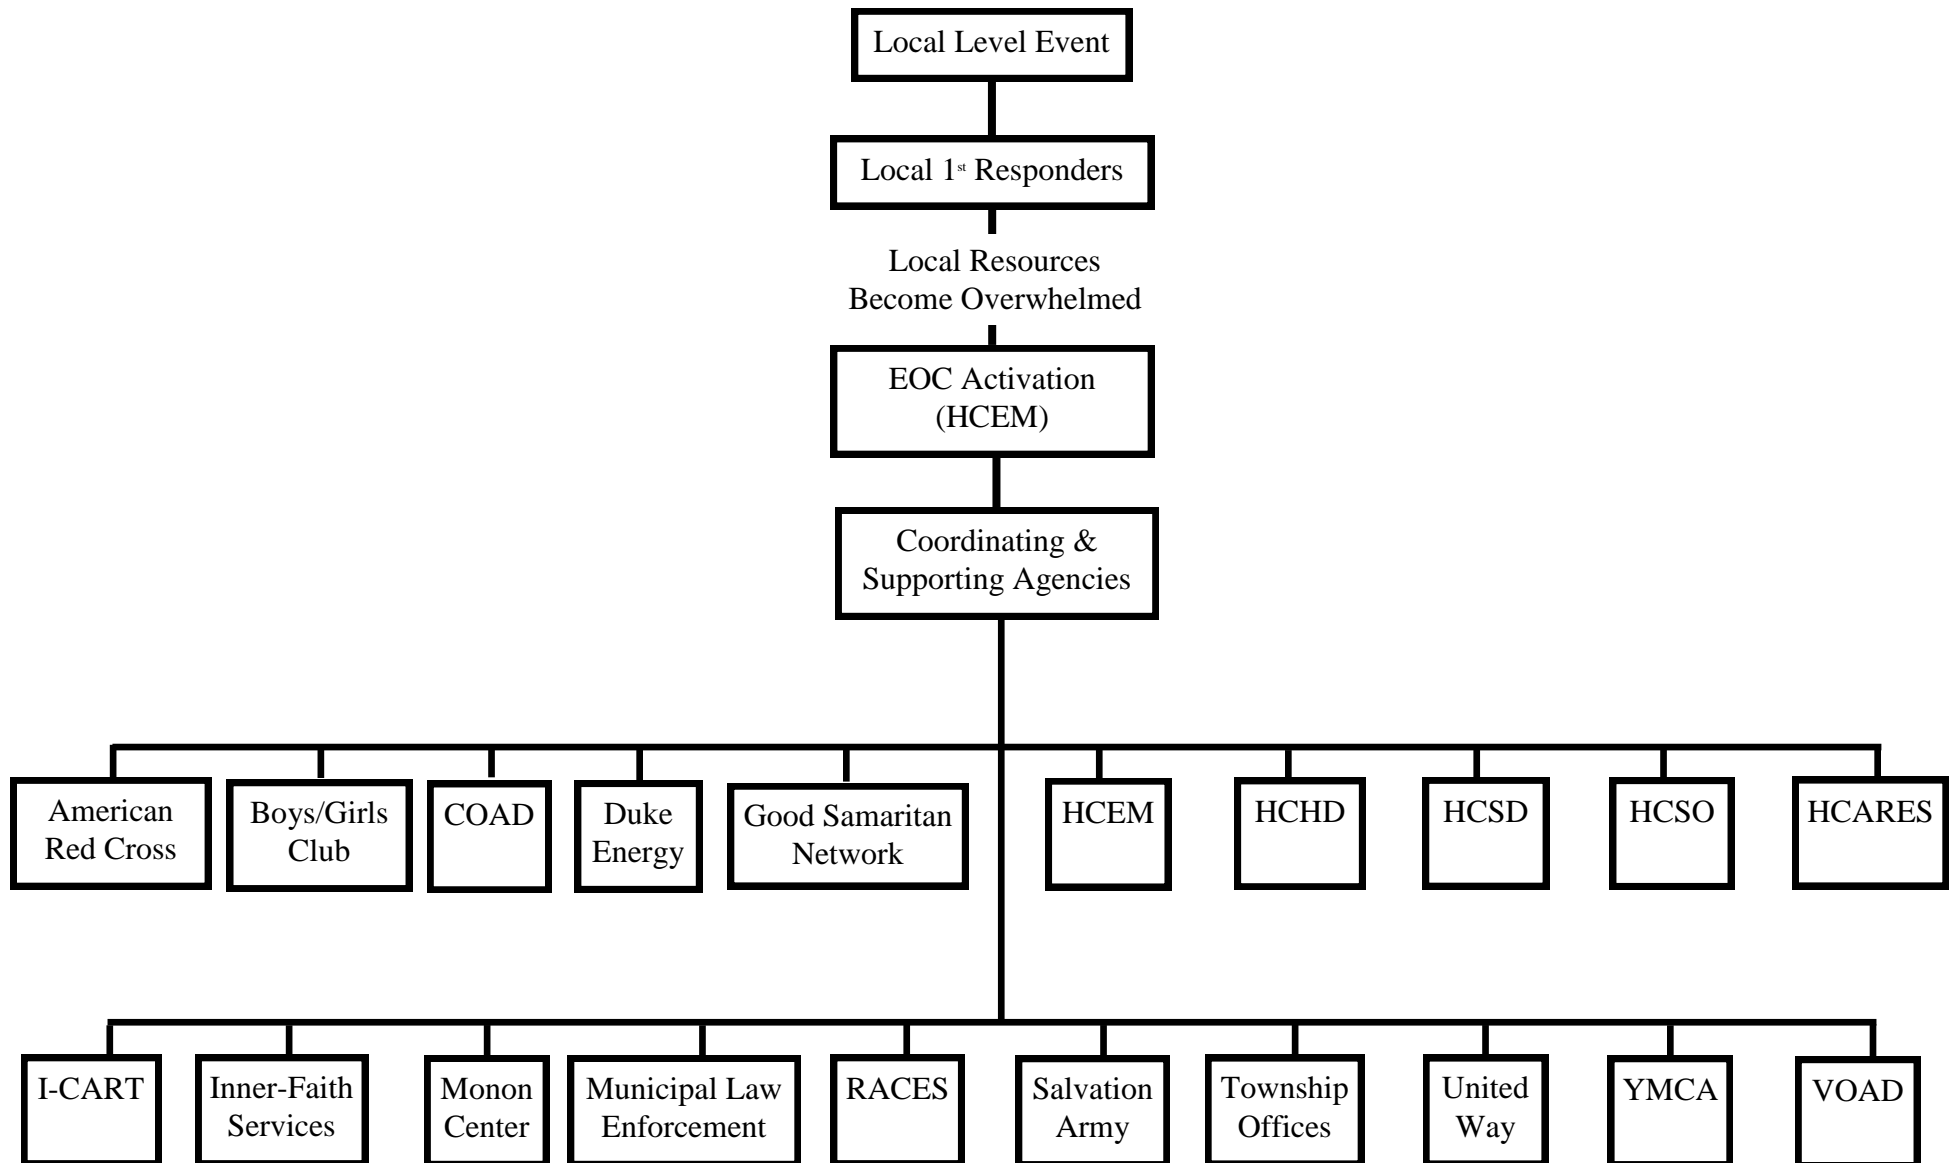 Local Level Event
Local 1st Responders
Local Resources
Become Overwhelmed
EOC Activation
(HCEM)
Coordinating &
Supporting Agencies
American
Red Cross
Boys/Girls
Club
COAD
Duke
Energy
Good Samaritan
Network
HCEM
HCHD
HCSD
HCSO
HCARES
I-CART
Inner-Faith
Services
Monon
Center
Municipal Law
Enforcement
RACES
Salvation
Army
Township
Offices
United
Way
YMCA
VOAD